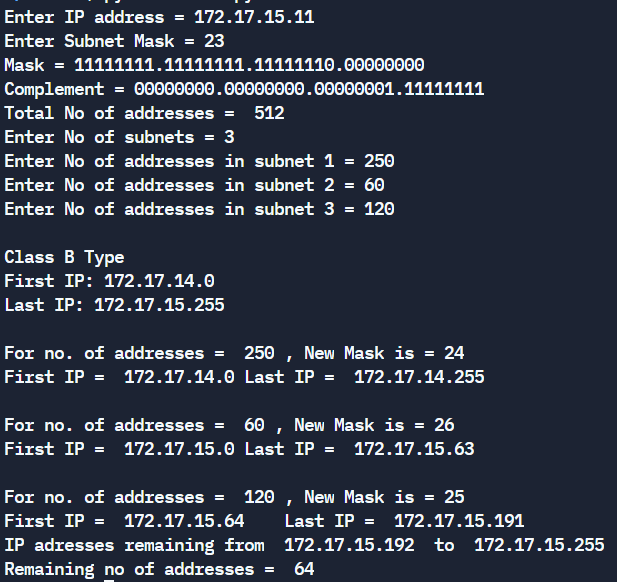 Enter IP address = 172.17.15.11
Enter Subnet Mask = 23
Mask = 11111111.11111111.11111110.00000000
Complement = 00000000.00000000.00000001.11111111
Total No of addresses =  512
Enter No of subnets = 3
Enter No of addresses in subnet 1 = 250
Enter No of addresses in subnet 2 = 60
Enter No of addresses in subnet 3 = 120
Class B Type
First IP: 172.17.14.0
Last IP: 172.17.15.255
For no. of addresses =  250 , New Mask is = 24
First IP =  172.17.14.0 Last IP =  172.17.14.255
For no. of addresses =  60 , New Mask is = 26
First IP =  172.17.15.0 Last IP =  172.17.15.63
For no. of addresses =  120 , New Mask is = 25
First IP =  172.17.15.64    Last IP =  172.17.15.191
IP adresses remaining from  172.17.15.192  to  172.17.15.255
Remaining no of addresses =  64